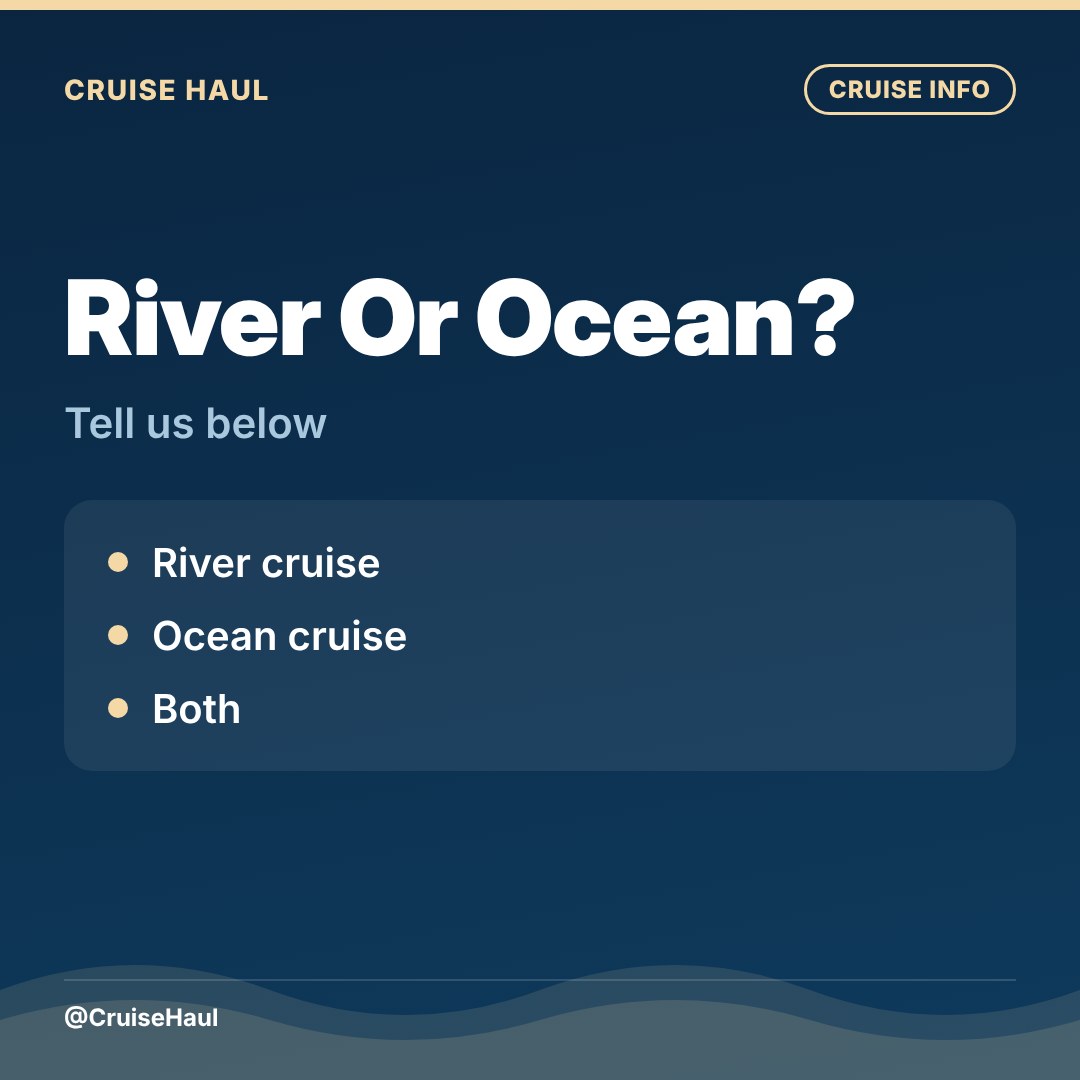 CRUISE HAUL
CRUISE INFO
River Or Ocean?
Tell us below
River cruise
Ocean cruise
Both
@CruiseHaul